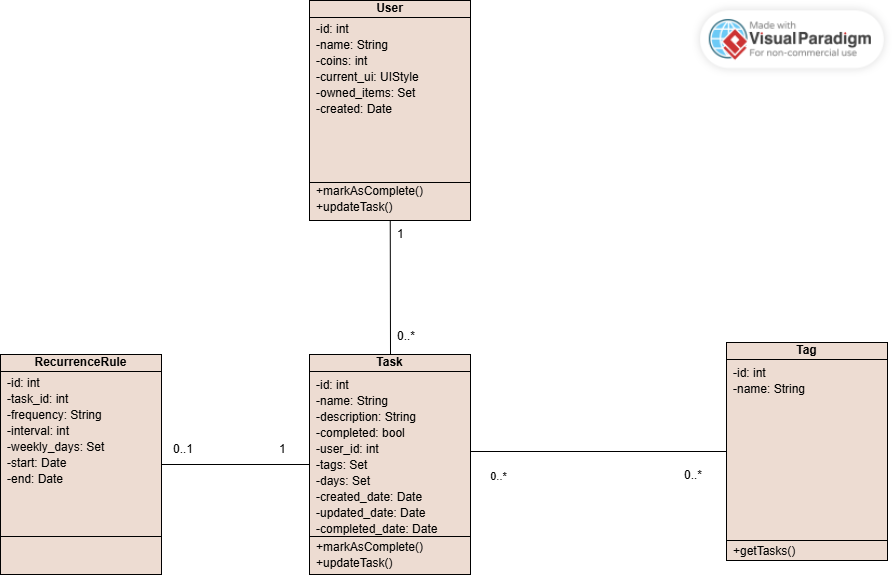 User
-id: int
-name: String
-coins: int
-current_ui: UIStyle
-owned_items: Set
-created: Date
+markAsComplete()
+updateTask()
Made with
VisualParadigm
For non-commercial use
1
0..*
RecurrenceRule
-id: int
-task_id: int
-frequency: String
-interval: int
-weekly_days: Set
-start: Date
-end: Date
0..1
1
Task
-id: int
-name: String
-description: String
-completed: bool
-user_id: int
-tags: Set
-days: Set
-created_date: Date
-updated_date: Date
-completed_date: Date
+markAsComplete()
+updateTask()
0..*
0..*
Tag
-id: int
-name: String
+getTasks()